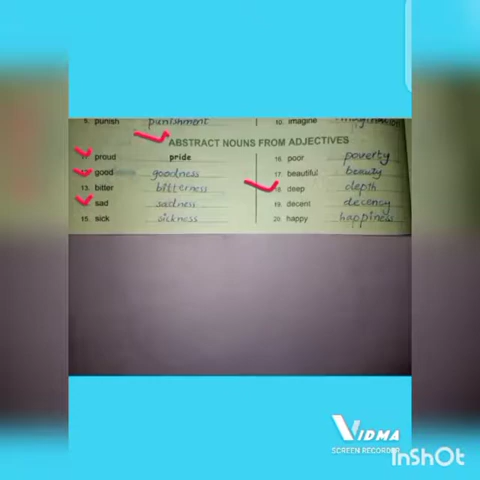 9. punish punishment 10. imagine
ABSTRACT NOUNS FROM ADJECTIVES
proud pride 16. poor poverty
good goodness 17. beautiful beauty
13. bitter bitterness deep depth
sad sadness 19. decent decency
15. sick sickness 20. happy happiness
VIDMA
SCREEN RECORDER
InShOt